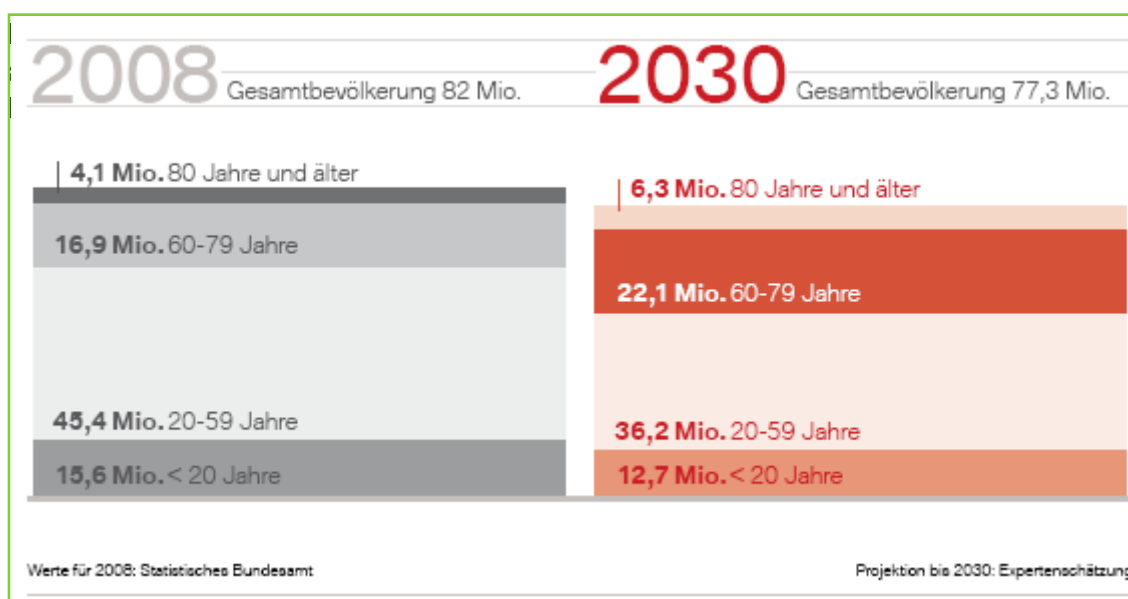 2008 Gesamtbevölkerung 82 Mio.
4,1 Mio. 80 Jahre und älter
16,9 Mio. 60-79 Jahre
45,4 Mio. 20-59 Jahre
15,6 Mio. < 20 Jahre
2030 Gesamtbevölkerung 77,3 Mio.
6,3 Mio. 80 Jahre und älter
22,1 Mio. 60-79 Jahre
36,2 Mio. 20-59 Jahre
12,7 Mio. < 20 Jahre
Werte für 2008: Statistisches Bundesamt
Projektion bis 2030: Expertenschätzung